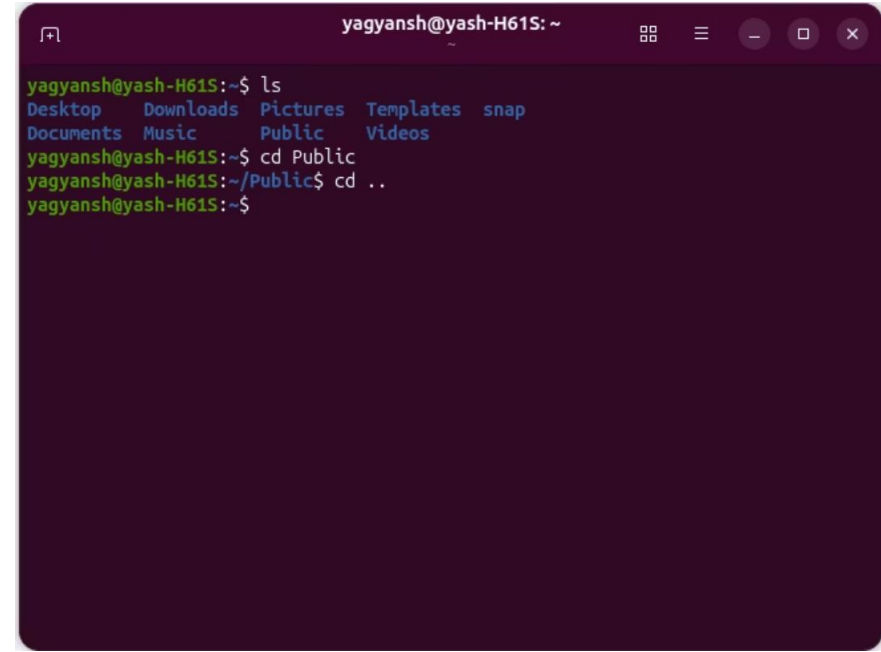 yagyansh@yash-H61S: ~
~
yagyansh@yash-H61S:~$ ls
Desktop Downloads Pictures Templates snap
Documents Music Public Videos
yagyansh@yash-H61S:~$ cd Public
yagyansh@yash-H61S:~/Public$ cd ..
yagyansh@yash-H61S:~$